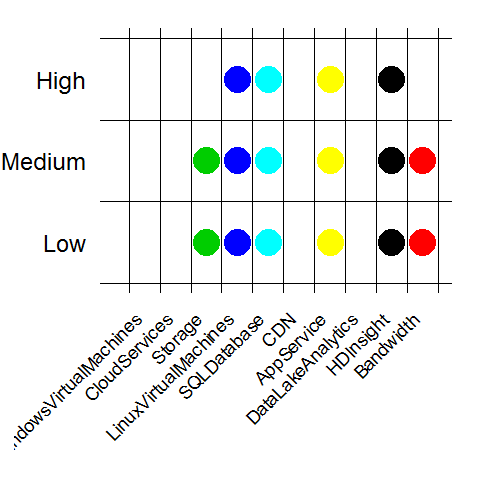 High
Medium
Low
ndowsVirtualMachines
CloudServices
Storage
LinuxVirtualMachines
SQLDatabase
CDN
AppService
DataLakeAnalytics
HDInsight
Bandwidth